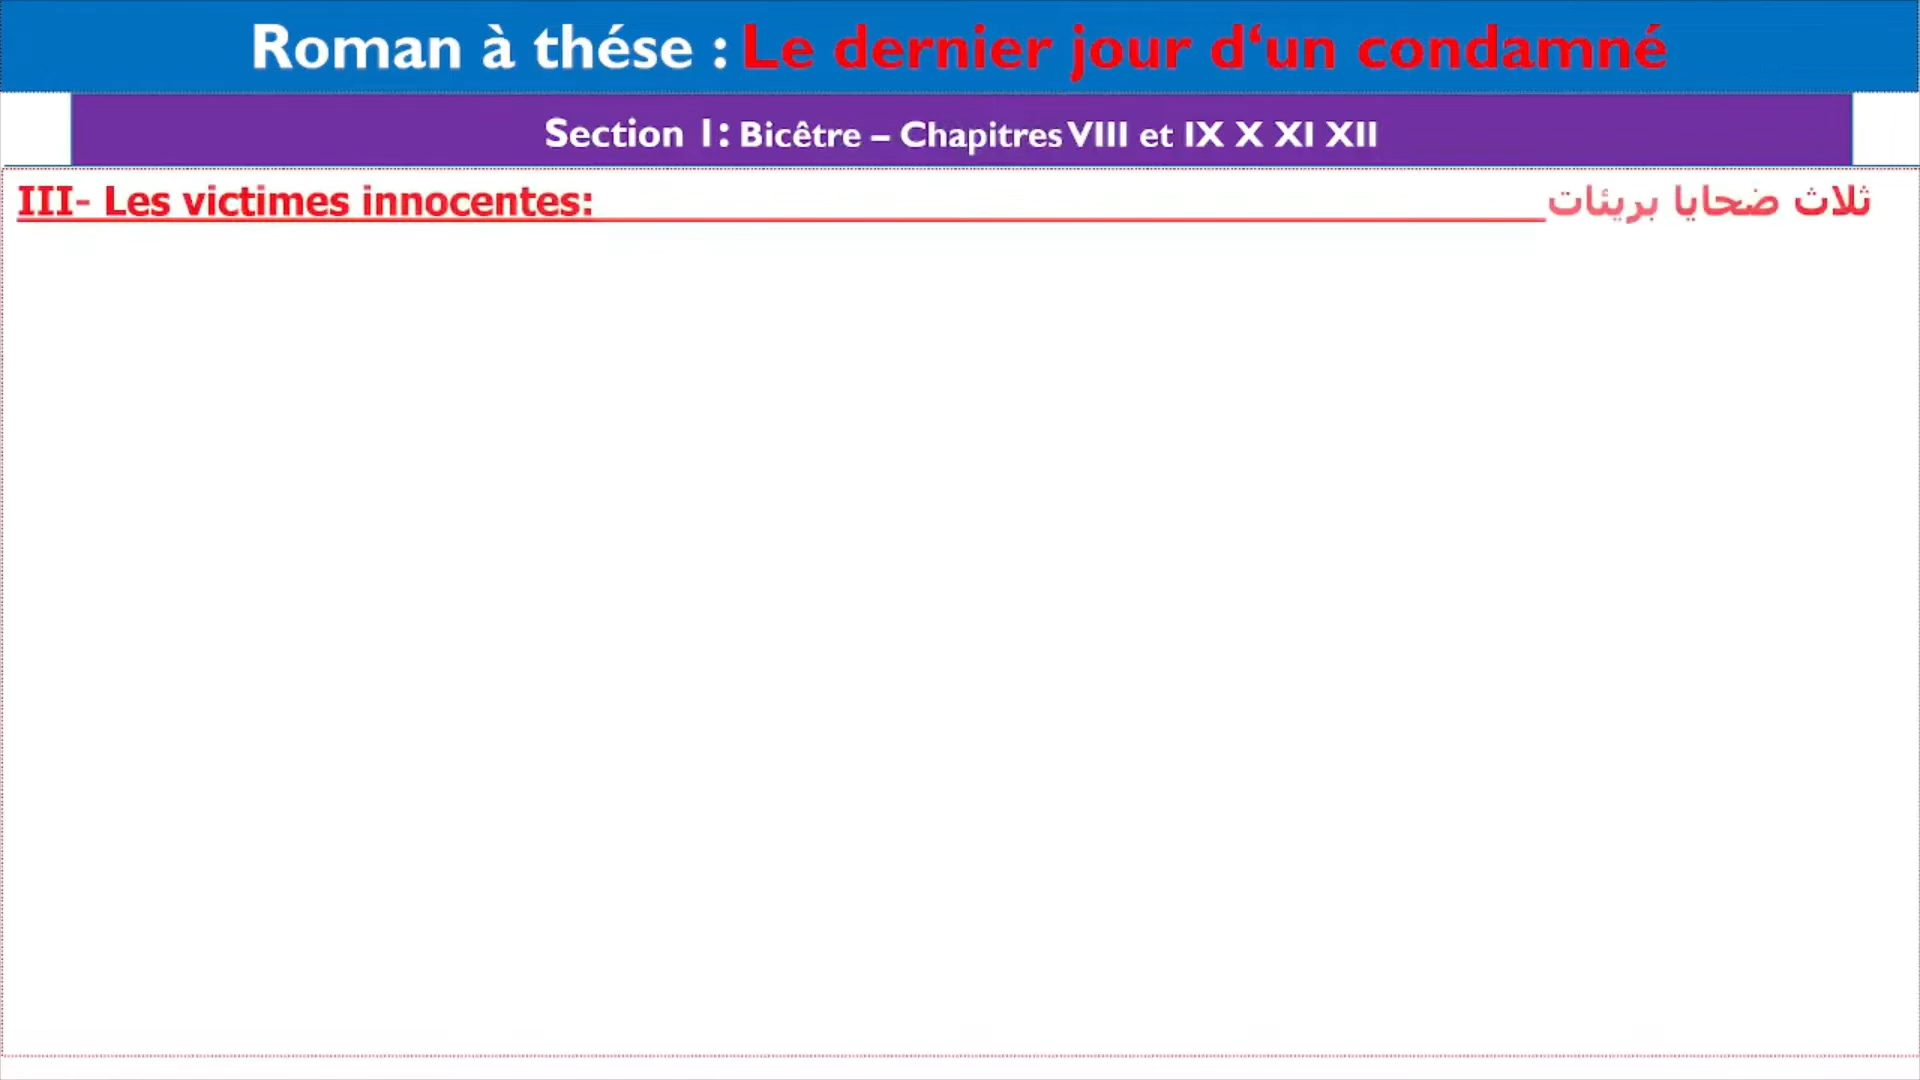 Roman à thése : Le dernier jour d‘un condamné
Section 1: Bicêtre – Chapitres VIII et IX X XI XII
III- Les victimes innocentes: ثلاث ضحايا بريئات